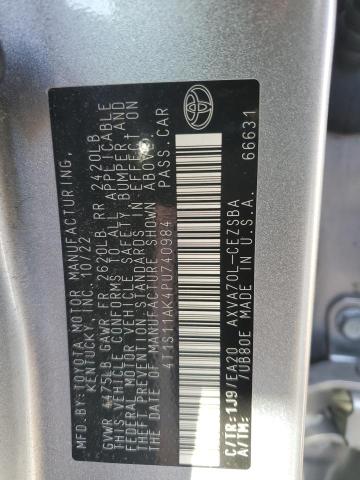 MFD.BY:TOYOTA MOTOR MANUFACTURING,
KENTUCKY, INC. 10/22
GVWR 4475LB GAWR FR 2620LB RR 2420LB
THIS VEHICLE CONFORMS TO ALL APPLICABLE
FEDERAL MOTOR VEHICLE SAFETY, BUMPER AND
THEFT PREVENTION STANDARDS IN EFFECT ON
THE DATE OF MANUFACTURE SHOWN ABOVE.
PASS.CAR
C/TR:1J9/EA20 AXVA70L-CEZSBA
A/TM: 7UB80E MADE IN U.S.A. 66631